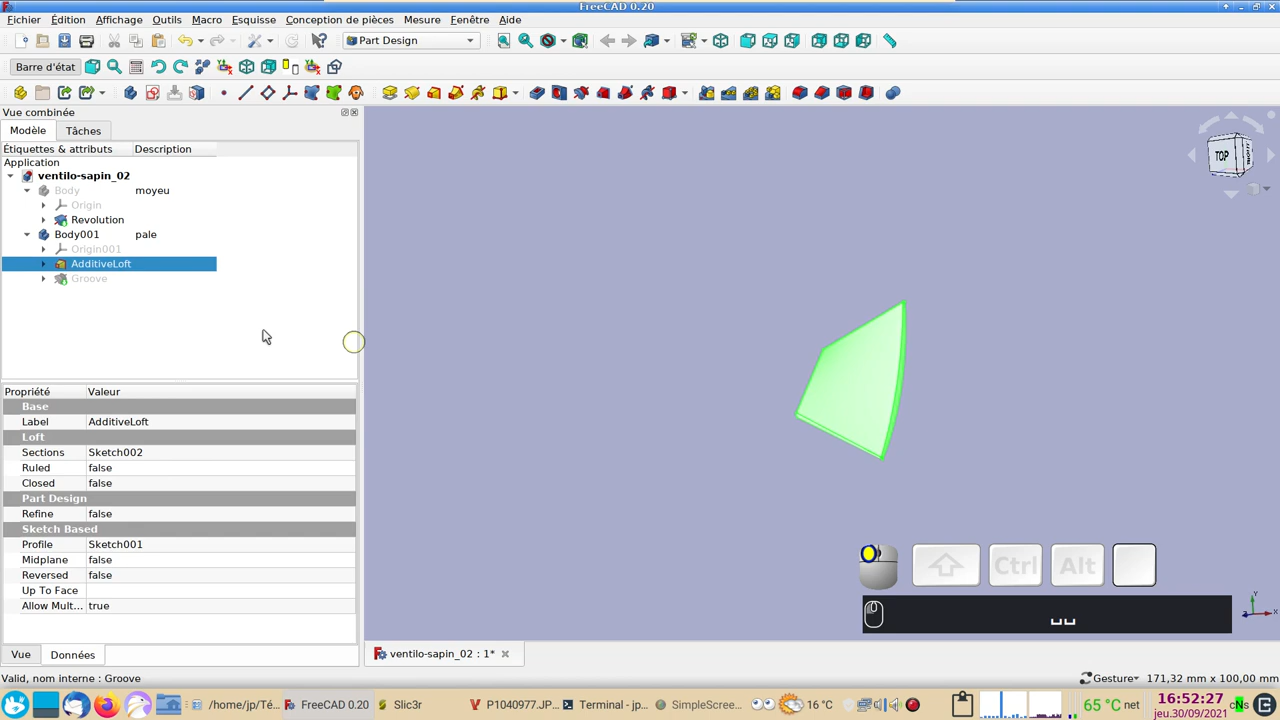 FreeCAD 0.20
Fichier Édition Affichage Outils Macro Esquisse Conception de pièces Mesure Fenêtre Aide
Part Design
Barre d'état
Vue combinée
Modèle Tâches
Étiquettes & attributs Description
Application
ventilo-sapin_02
Body moyeu
Origin
Revolution
Body001 pale
Origin001
AdditiveLoft
Groove
TOP
Propriété Valeur
Base
Label AdditiveLoft
Loft
Sections Sketch002
Ruled false
Closed false
Part Design
Refine false
Sketch Based
Profile Sketch001
Midplane false
Reversed false
Up To Face
Allow Mult... true
Ctrl Alt
Y
X
Vue Données
ventilo-sapin_02 : 1*
Valid, nom interne : Groove
Gesture 171,32 mm x 100,00 mm
/home/jp/Té... FreeCAD 0.20 Slic3r P1040977.JP... Terminal - jp... SimpleScree... 16 °C 65 °C net 16:52:27 cNs
jeu.30/09/2021